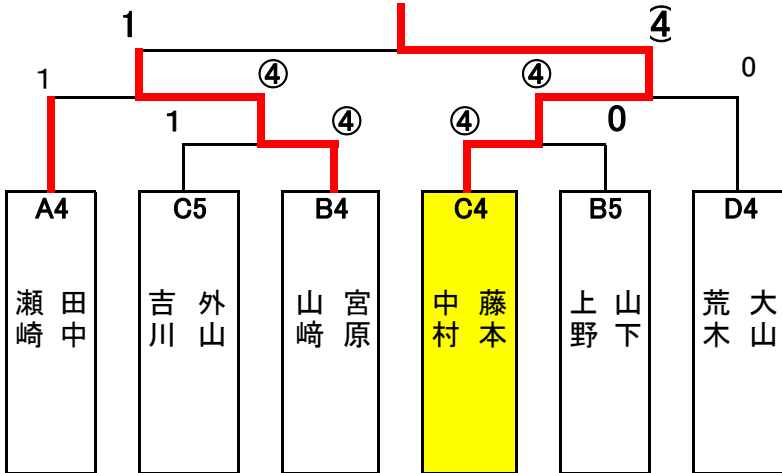 1 ④
1 ④ ④ 0
1 ④ ④ 0
A4 C5 B4 C4 B5 D4
瀬 田 吉 外 山 宮 中 藤 上 山 荒 大
崎 中 川 山 﨑 原 村 本 野 下 木 山